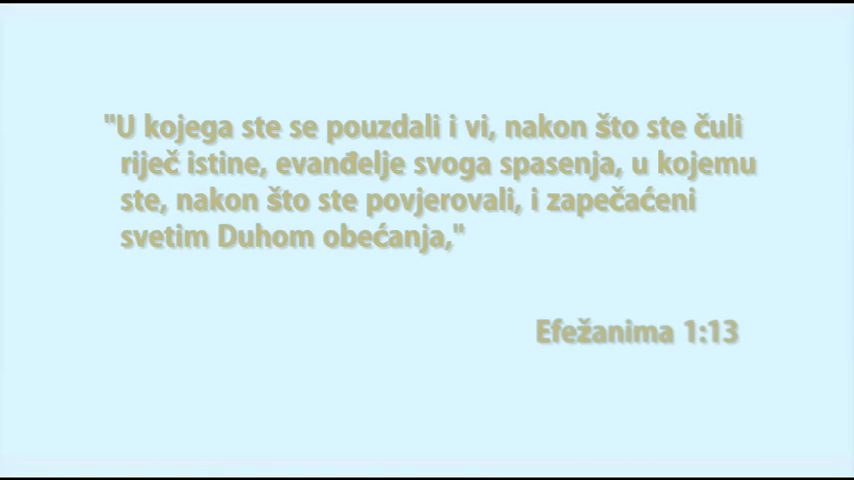 "U kojega ste se pouzdali i vi, nakon što ste čuli
riječ istine, evanđelje svoga spasenja, u kojemu
ste, nakon što ste povjerovali, i zapečaćeni
svetim Duhom obećanja,"
Efežanima 1:13